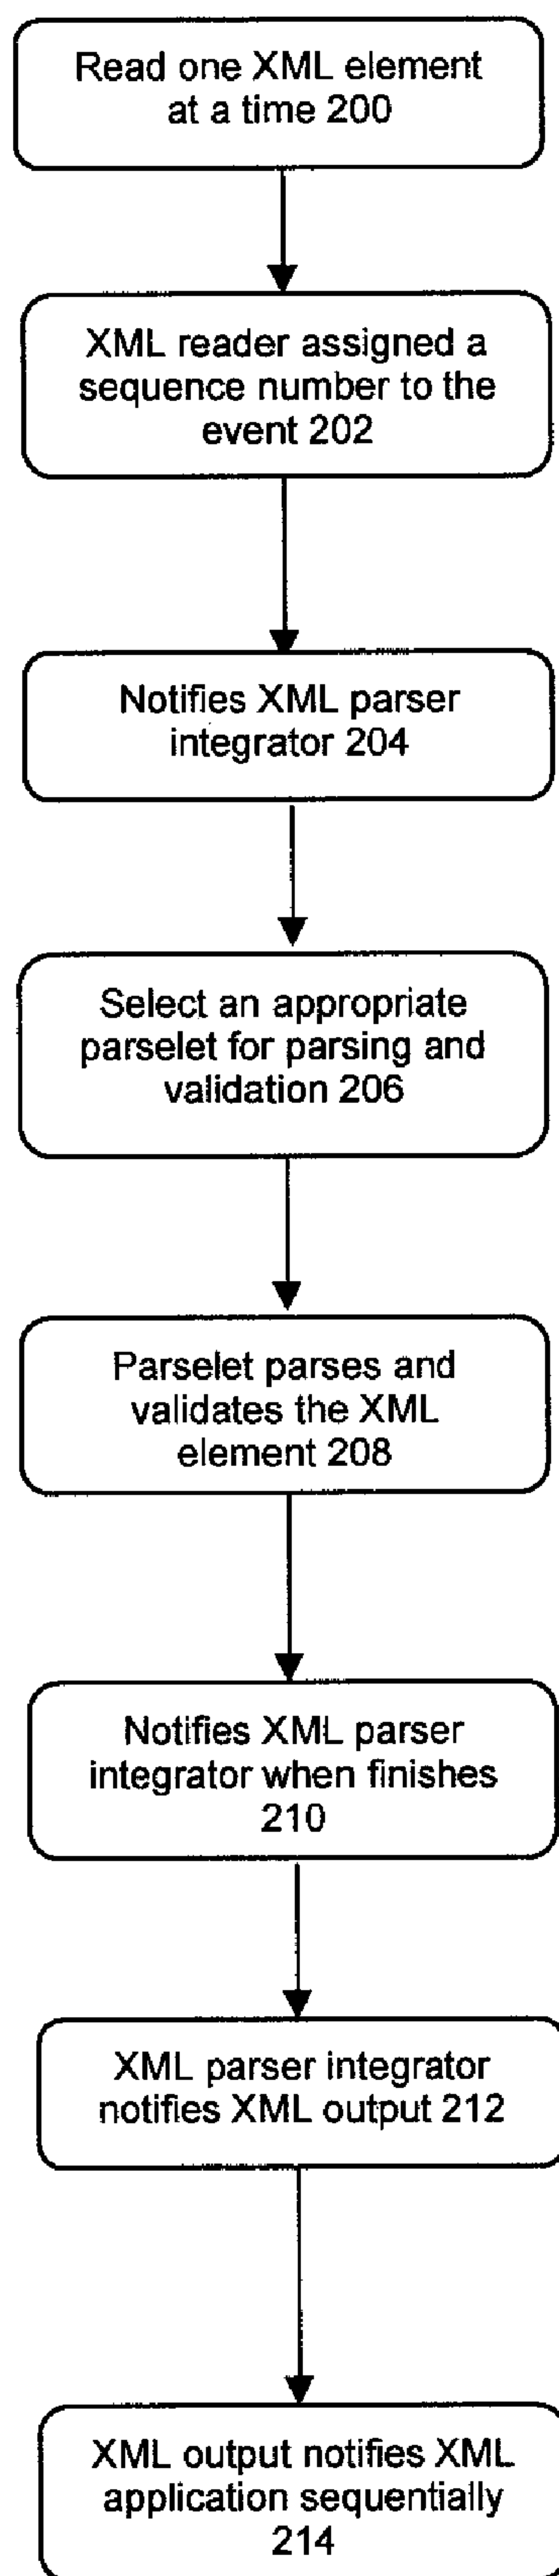 Read one XML element
at a time 200
XML reader assigned a
sequence number to the
event 202
Notifies XML parser
integrator 204
Select an appropriate
parselet for parsing and
validation 206
Parselet parses and
validates the XML
element 208
Notifies XML parser
integrator when finishes
210
XML parser integrator
notifies XML output 212
XML output notifies XML
application sequentially
214